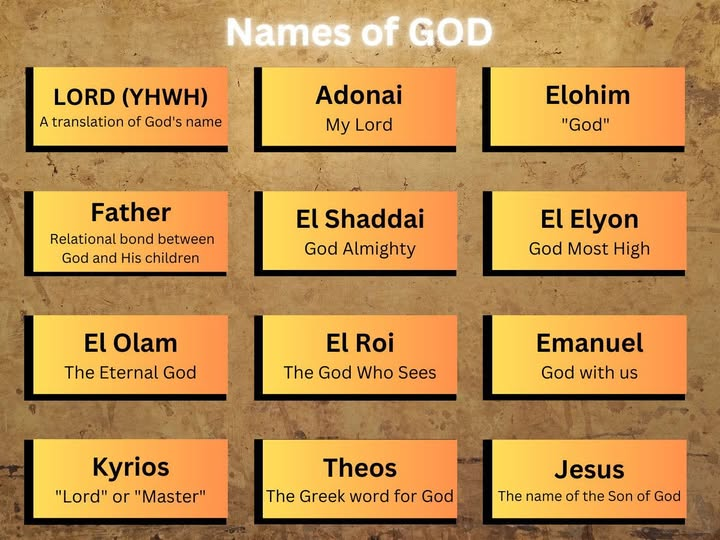 Names of GOD
LORD (YHWH)
A translation of God's name
Adonai
My Lord
Elohim
"God"
Father
Relational bond between
God and His children
El Shaddai
God Almighty
El Elyon
God Most High
El Olam
The Eternal God
El Roi
The God Who Sees
Emanuel
God with us
Kyrios
"Lord" or "Master"
Theos
The Greek word for God
Jesus
The name of the Son of God